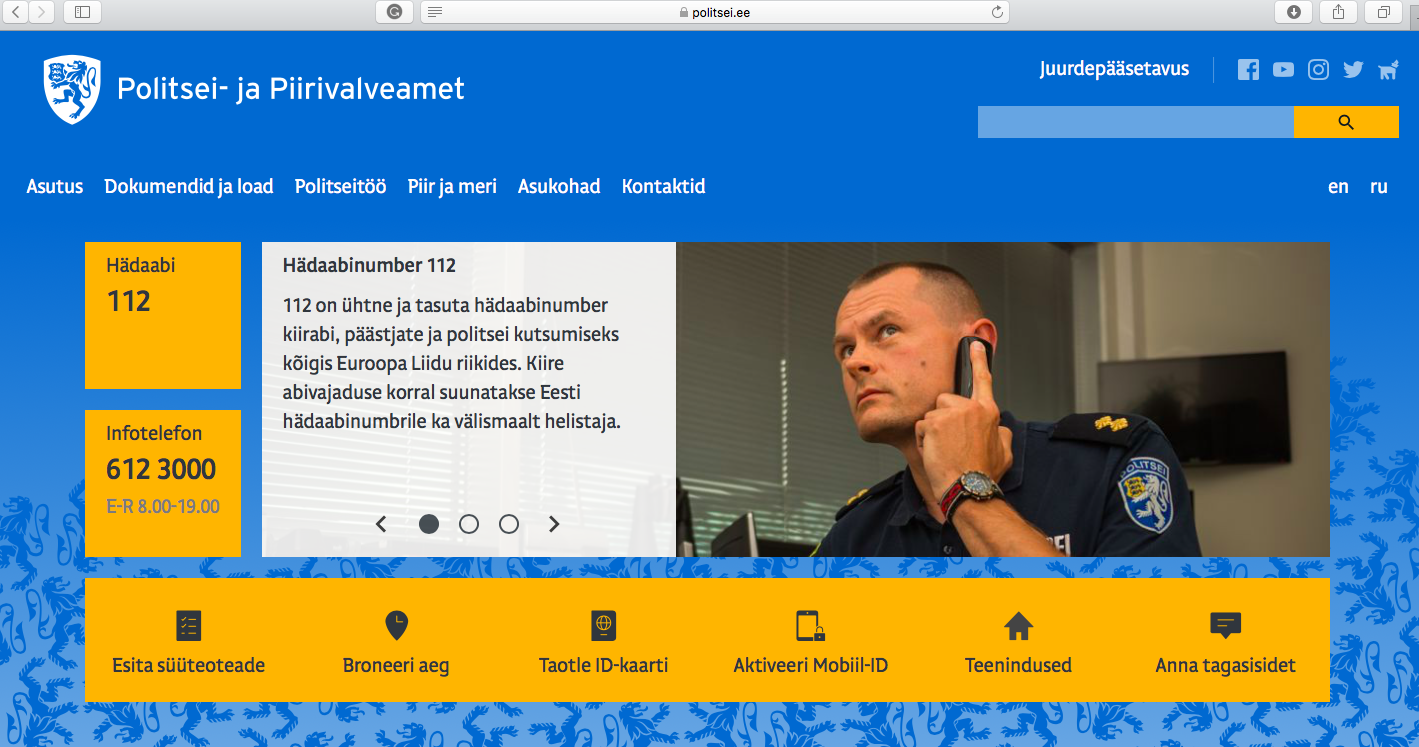 politsei.ee
Politsei- ja Piirivalveamet
Juurdepääsetavus
Asutus Dokumendid ja load Politseitöö Piir ja meri Asukohad Kontaktid
en ru
Hädaabi
112
Infotelefon
612 3000
E-R 8.00-19.00
Hädaabinumber 112
112 on ühtne ja tasuta hädaabinumber
kiirabi, päästjate ja politsei kutsumiseks
kõigis Euroopa Liidu riikides. Kiire
abivajaduse korral suunatakse Eesti
hädaabinumbrile ka välismaalt helistaja.
POLITSEI
Esita süüteoteade
Broneeri aeg
Taotle ID-kaarti
Aktiveeri Mobiil-ID
Teenindused
Anna tagasisidet